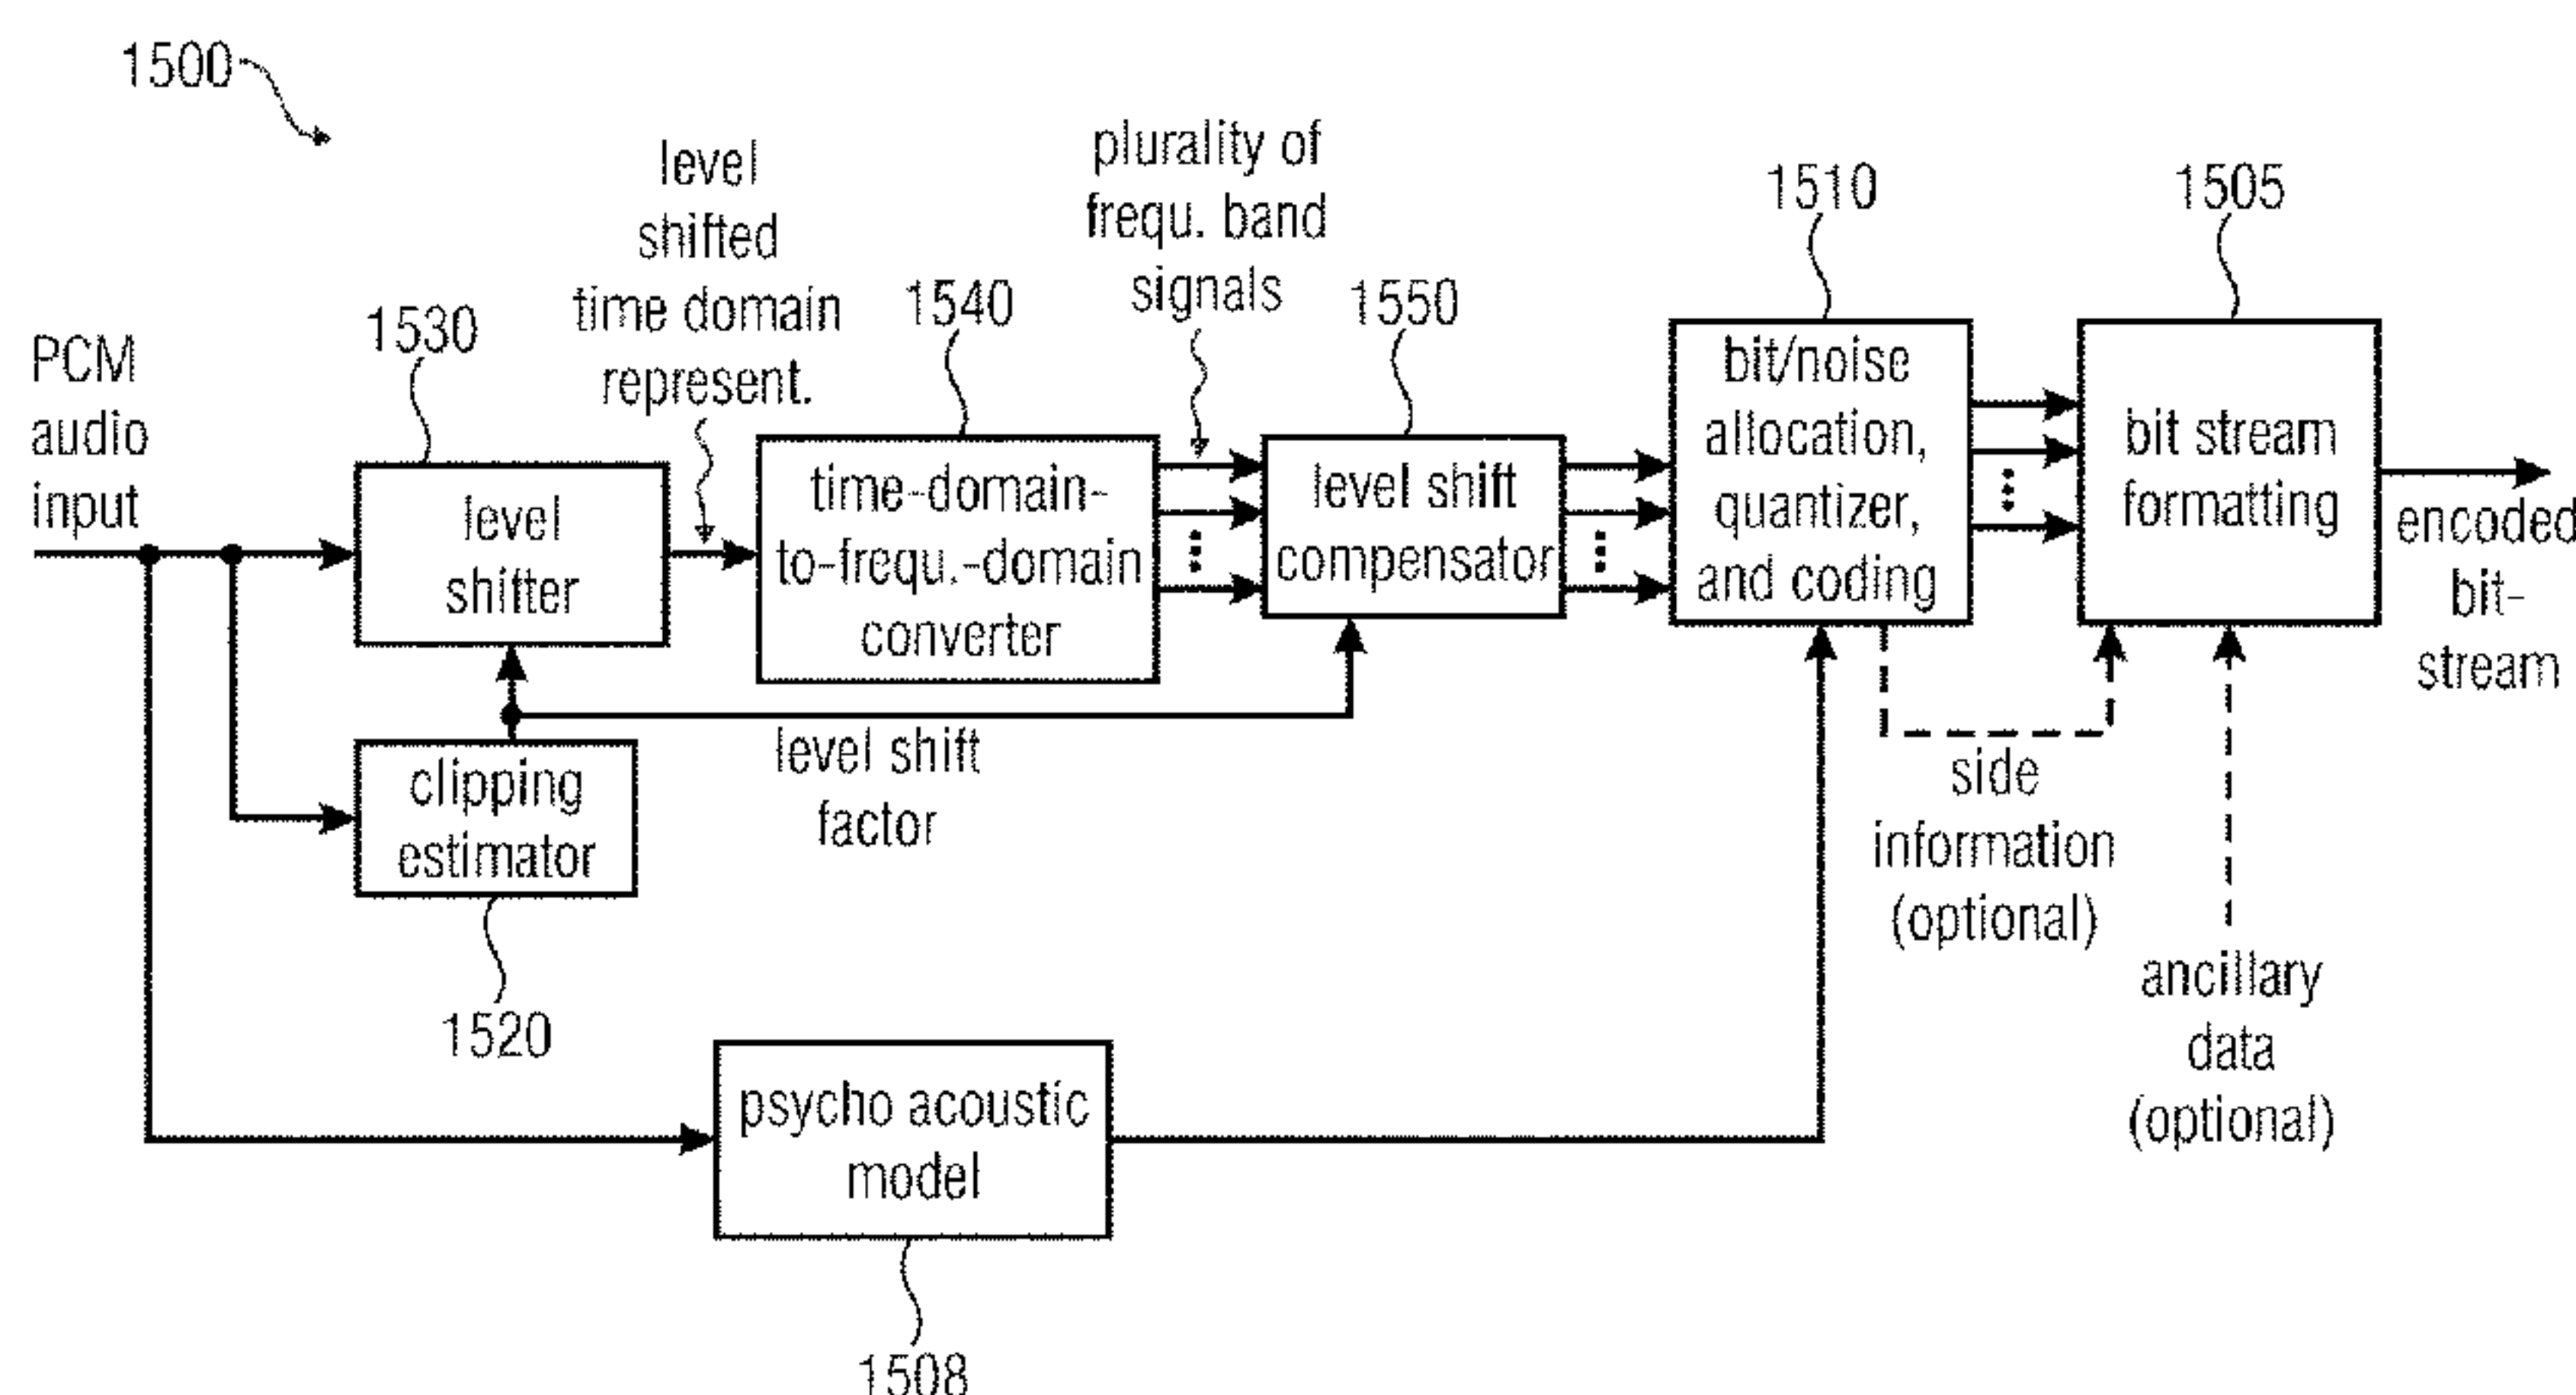 1500
PCM
audio
input
1530
level
shifter
level
shifted
time domain
represent.
1540
time-domain-
to-frequ.-domain
converter
plurality of
frequ. band
signals
1550
level shift
compensator
1510
bit/noise
allocation,
quantizer,
and coding
1505
bit stream
formatting
encoded
bit-
stream
clipping
estimator
1520
level shift
factor
side
information
(optional)
ancillary
data
(optional)
psycho acoustic
model
1508